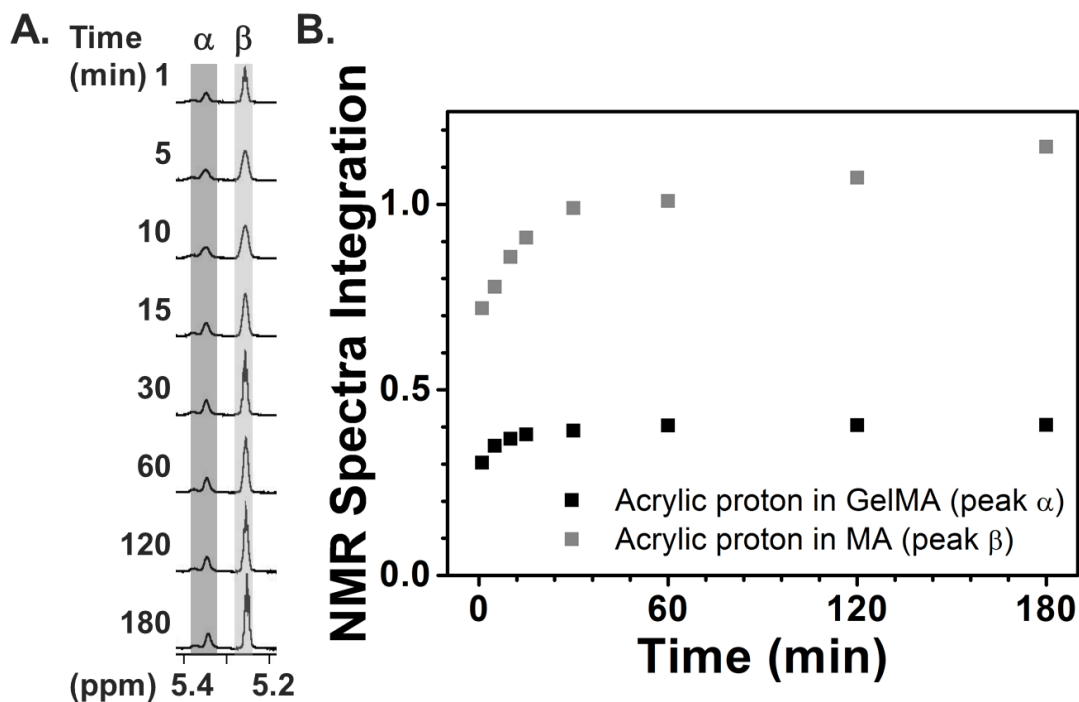 A.
Time α β
(min) 1
5
10
15
30
60
120
180
(ppm) 5.4 5.2
B.
NMR Spectra Integration
1.0
0.5
0.0
Acrylic proton in GelMA (peak α)
Acrylic proton in MA (peak β)
0 60 120 180
Time (min)